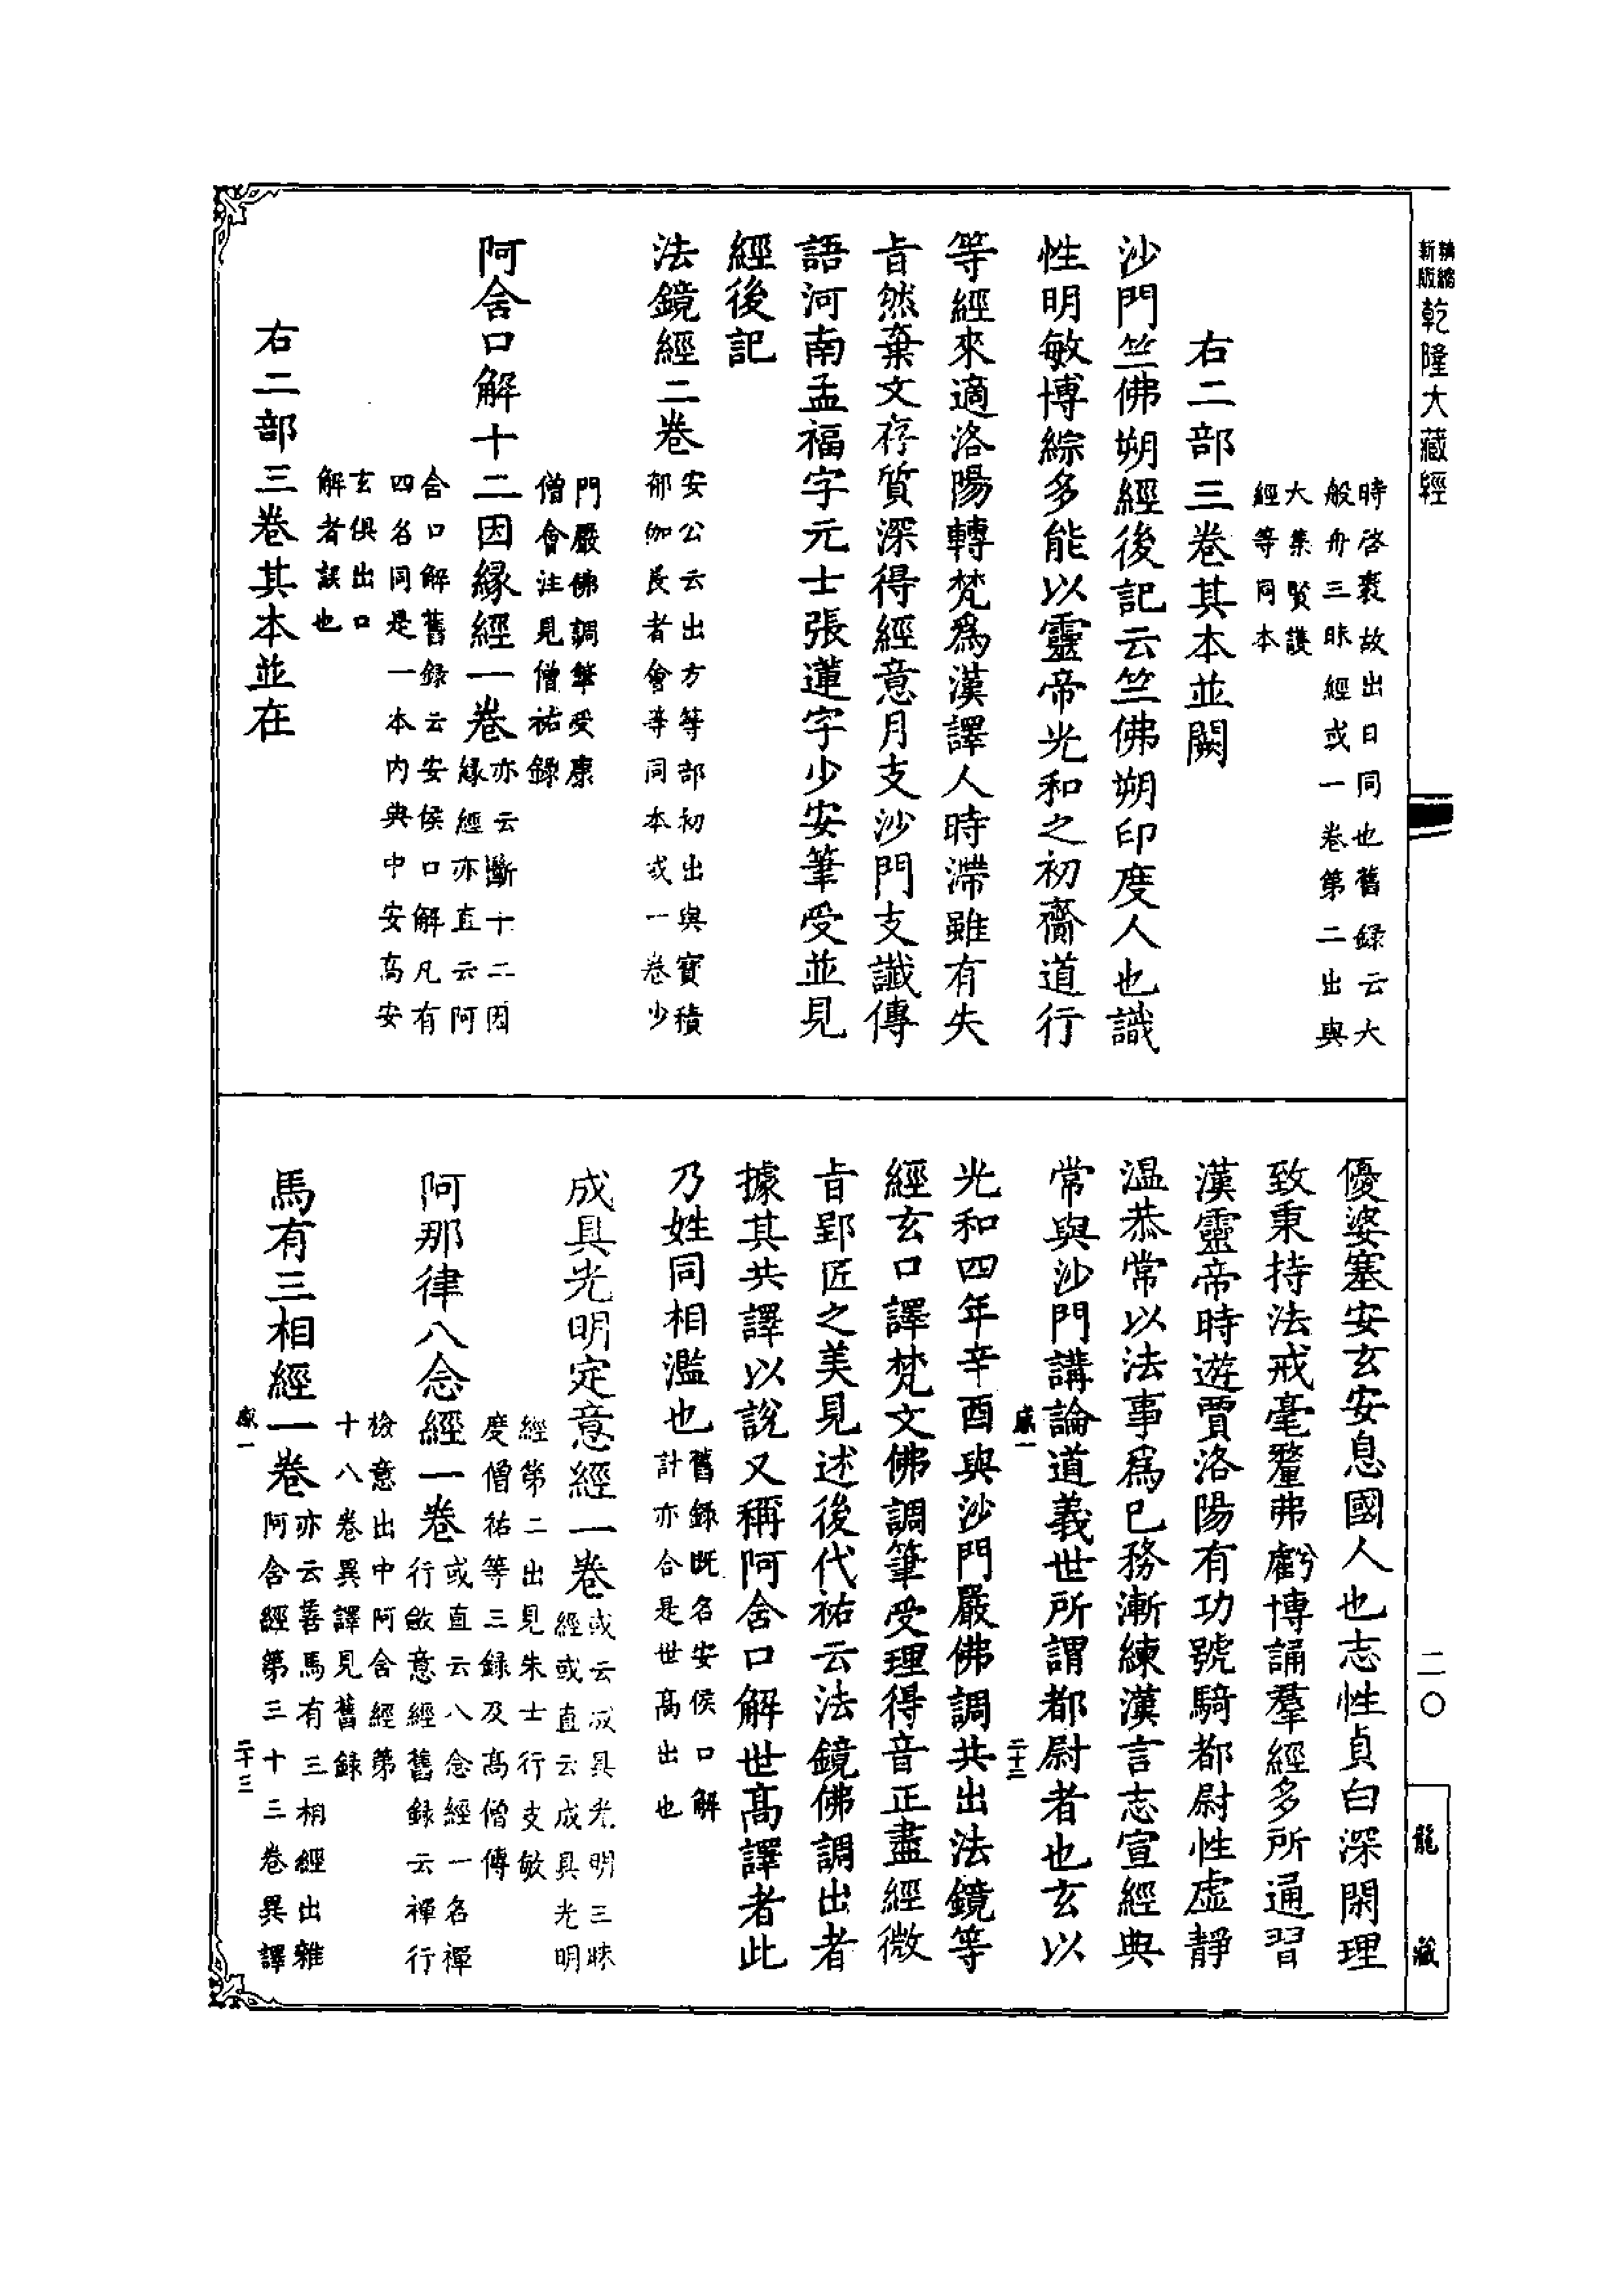 新版 精縮 乾隆大藏經
時啓裘故出日同也舊錄云大
般舟三昧經或一卷第二出與
大集賢護
經等同本
右二部三卷其本並闕
沙門竺佛朔經後記云竺佛朔印度人也識
性明敏博綜多能以靈帝光和之初齎道行
等經來適洛陽轉梵爲漢譯人時滯雖有失
旨然棄文存質深得經意月支沙門支讖傳
語河南孟福字元士張蓮字少安筆受並見
經後記
法鏡經二卷
安公云出方等部初出與寶積
郁伽長者會等同本或一卷沙
門嚴佛調筆受康
僧會注見僧祐錄
阿含口解十二因緣經一卷
亦云斷十二因
緣經亦直云阿
含口解舊錄云安侯口解凡有
四名同是一本內典中安高安
玄俱出口
解者誤也
右二部三卷其本並在
優婆塞安玄安息國人也志性貞白深閑理
致秉持法戒毫釐弗虧博誦羣經多所通習
漢靈帝時遊賈洛陽有功號騎都尉性虛靜
温恭常以法事爲已務漸練漢言志宣經典
常與沙門講論道義世所謂都尉者也玄以
二十二
光和四年辛酉與沙門嚴佛調共出法鏡等
經玄口譯梵文佛調筆受理得音正盡經微
旨郢匠之美見述後代祐云法鏡佛調出者
據其共譯以說又稱阿含口解世高譯者此
乃姓同相濫也
舊錄既名安侯口解
計亦合是世高出也
成具光明定意經一卷
或云成具光明三昧
經或直云成具光明
經第二出見朱士行支敏
度僧祐等三錄及高僧傳
阿那律八念經一卷
或直云八念經一名禪
行斂意經舊錄云禪行
檢意出中阿含經第
十八卷異譯見舊錄
馬有三相經一卷
亦云善馬有三相經出雜
阿含經第三十三卷異譯
二十三
二〇
龍藏